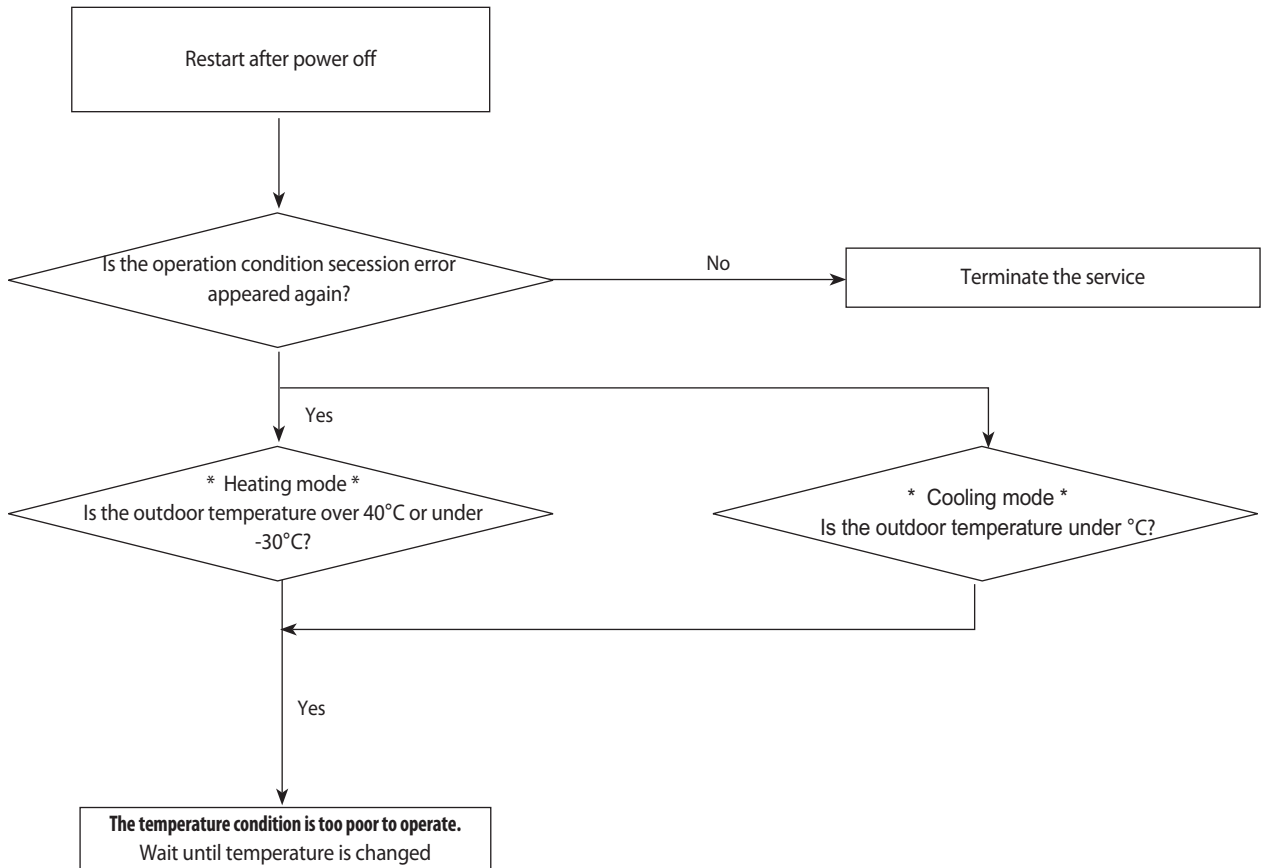 Restart after power off
Is the operation condition secession error
appeared again?
No
Terminate the service
Yes
* Heating mode *
Is the outdoor temperature over 40°C or under
-30°C?
* Cooling mode *
Is the outdoor temperature under °C?
Yes
The temperature condition is too poor to operate.
Wait until temperature is changed